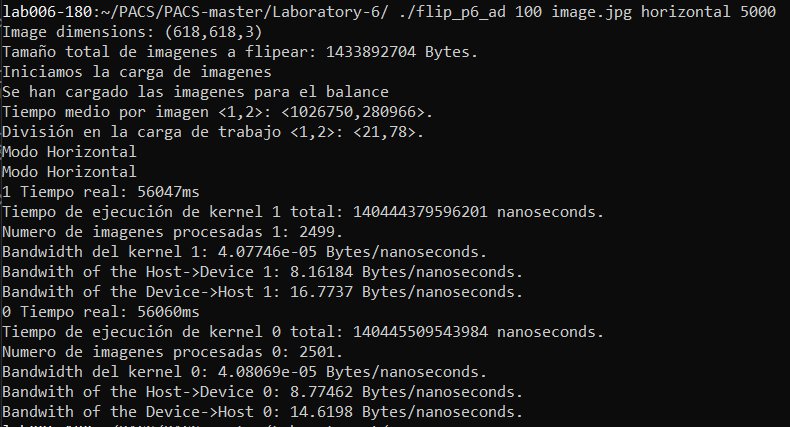 lab006-180:~/PACS/PACS-master/Laboratory-6/ ./flip_p6_ad 100 image.jpg horizontal 5000
Image dimensions: (618,618,3)
Tamaño total de imagenes a flipear: 1433892704 Bytes.
Iniciamos la carga de imagenes
Se han cargado las imagenes para el balance
Tiempo medio por imagen <1,2>: <1026750,280966>.
División en la carga de trabajo <1,2>: <21,78>.
Modo Horizontal
Modo Horizontal
1 Tiempo real: 56047ms
Tiempo de ejecución de kernel 1 total: 140444379596201 nanoseconds.
Numero de imagenes procesadas 1: 2499.
Bandwidth del kernel 1: 4.07746e-05 Bytes/nanoseconds.
Bandwith of the Host->Device 1: 8.16184 Bytes/nanoseconds.
Bandwith of the Device->Host 1: 16.7737 Bytes/nanoseconds.
0 Tiempo real: 56060ms
Tiempo de ejecución de kernel 0 total: 140445509543984 nanoseconds.
Numero de imagenes procesadas 0: 2501.
Bandwidth del kernel 0: 4.08069e-05 Bytes/nanoseconds.
Bandwith of the Host->Device 0: 8.77462 Bytes/nanoseconds.
Bandwith of the Device->Host 0: 14.6198 Bytes/nanoseconds.